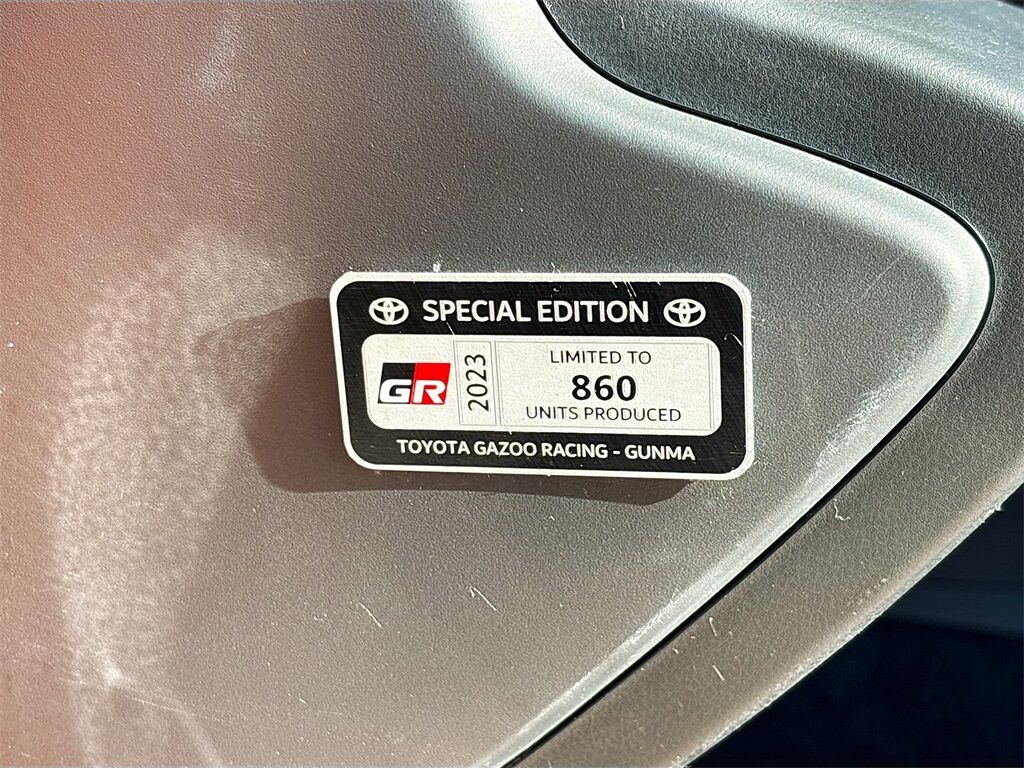 SPECIAL EDITION
GR
2023
LIMITED TO
860
UNITS PRODUCED
TOYOTA GAZOO RACING - GUNMA